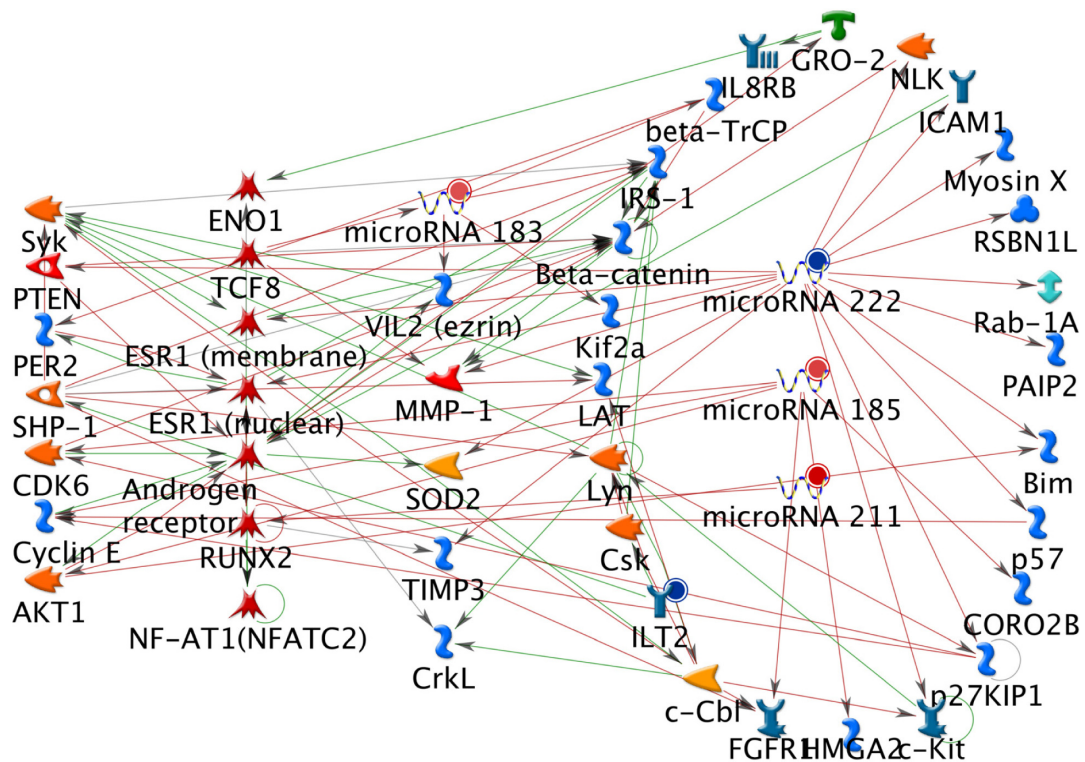 GRO-2
IL8RB
NLK
ICAM1
beta-TrCP
Myosin X
IRS-1
ENO1
microRNA 183
RSBN1L
Syk
Beta-catenin
PTEN
TCF8
microRNA 222
VIL2 (ezrin)
Rab-1A
Kif2a
PER2
ESR1 (membrane)
PAIP2
MMP-1
LAT
microRNA 185
SHP-1
ESR1 (nuclear)
Bim
CDK6
Androgen
receptor
SOD2
Lyn
microRNA 211
Cyclin E
RUNX2
Csk
p57
TIMP3
AKT1
CORO2B
NF-AT1(NFATC2)
ILT2
CrkL
p27KIP1
c-Cbl
FGFR1
HMGA2
c-Kit